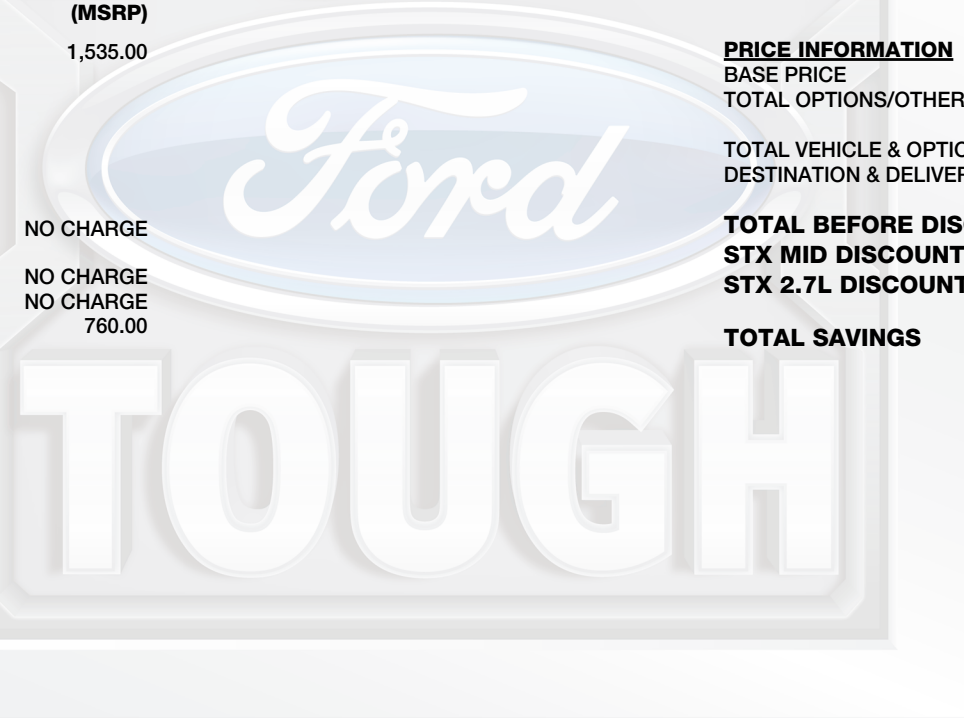 (MSRP)
1,535.00
NO CHARGE
NO CHARGE
NO CHARGE
760.00
Ford
TOUGH
PRICE INFORMATION
BASE PRICE
TOTAL OPTIONS/OTHER
TOTAL VEHICLE & OPTIO
DESTINATION & DELIVER
TOTAL BEFORE DIS
STX MID DISCOUNT
STX 2.7L DISCOUNT
TOTAL SAVINGS